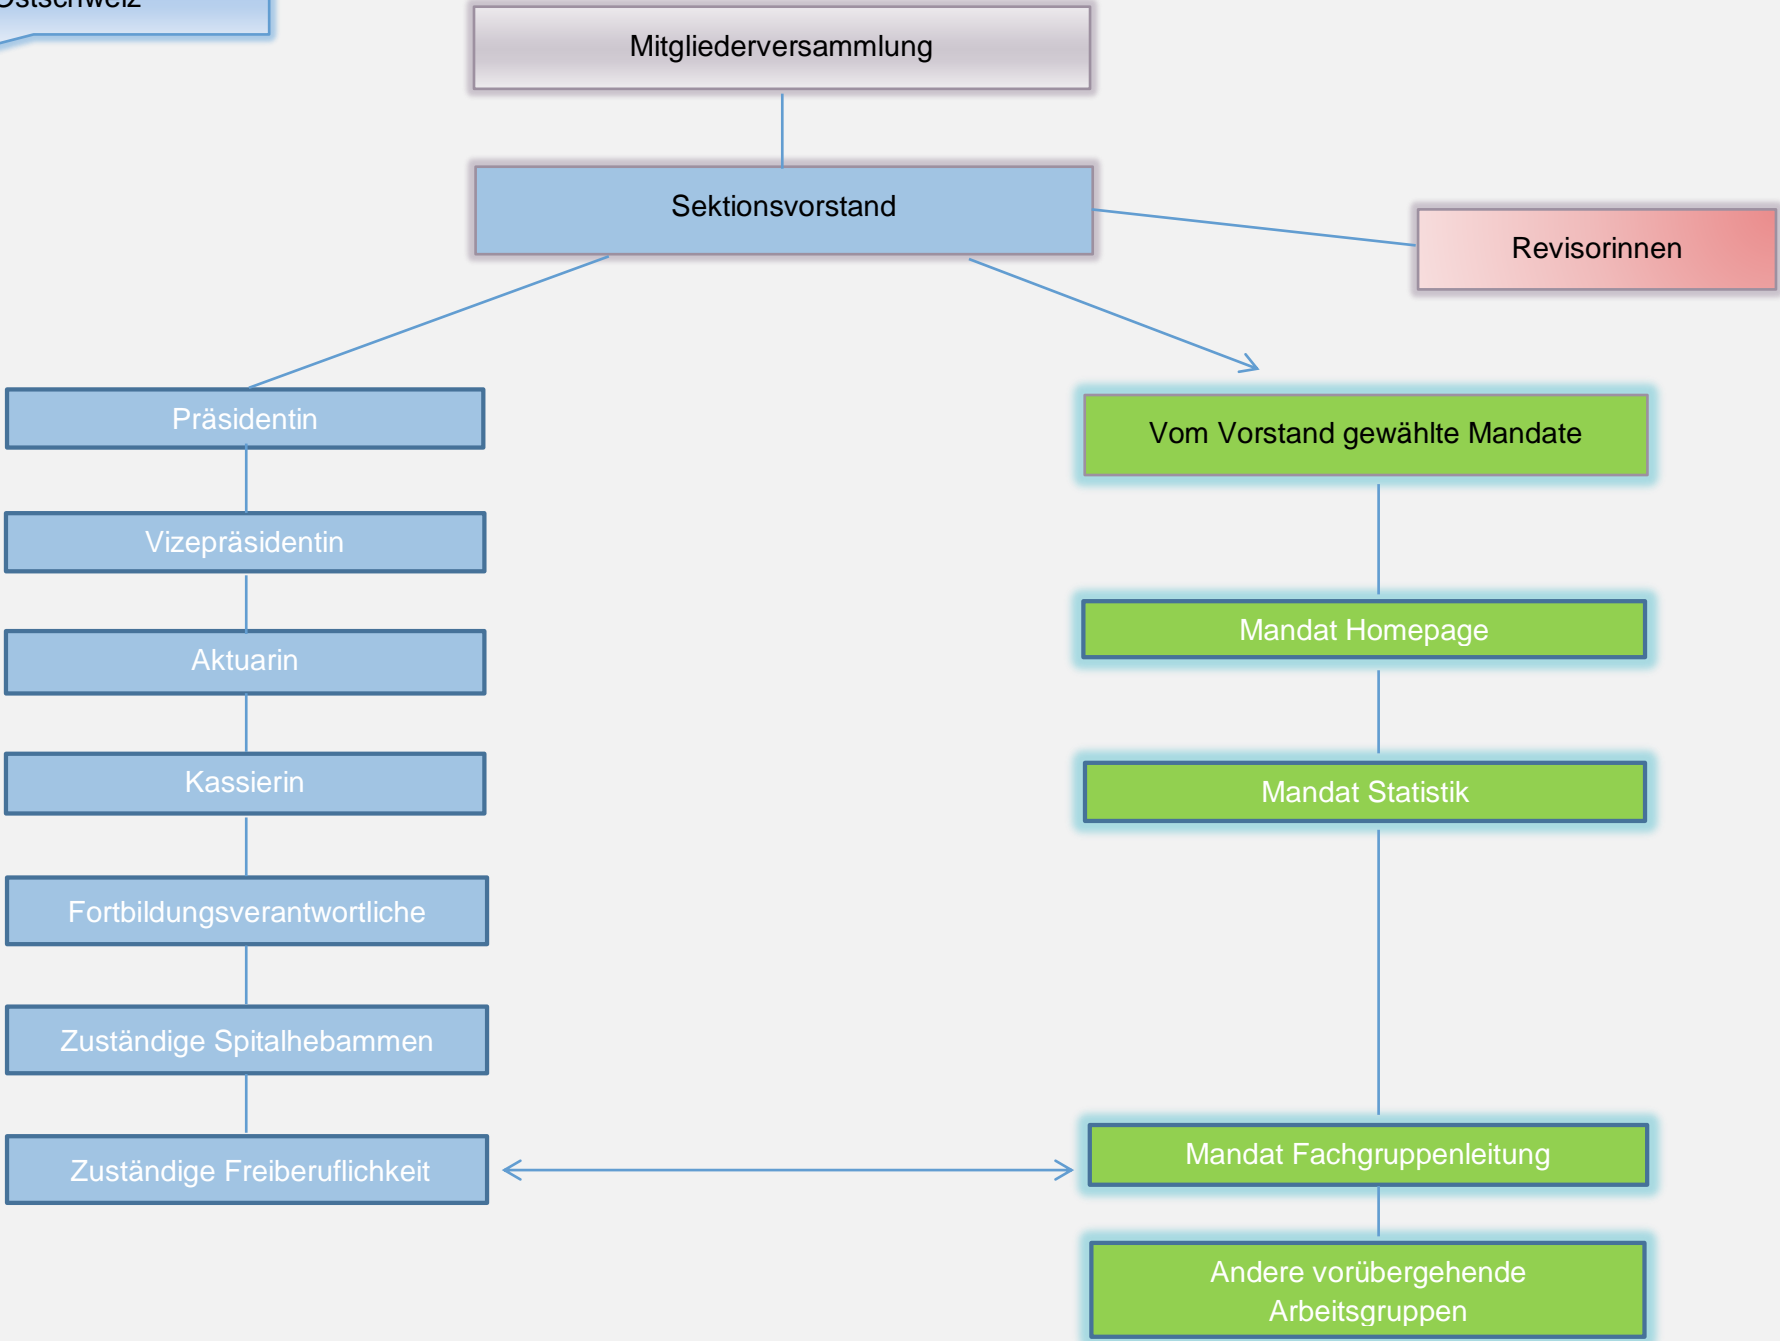 Ostschweiz
Mitgliederversammlung
Sektionsvorstand
Revisorinnen
Präsidentin
Vizepräsidentin
Aktuarin
Kassierin
Fortbildungsverantwortliche
Zuständige Spitalhebammen
Zuständige Freiberuflichkeit
Vom Vorstand gewählte Mandate
Mandat Homepage
Mandat Statistik
Mandat Fachgruppenleitung
Andere vorübergehende
Arbeitsgruppen